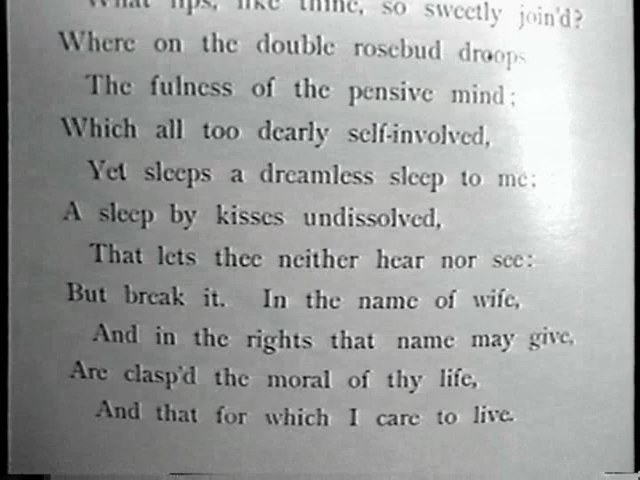 What lips, like thine, so sweetly join'd?
Where on the double rosebud droops
The fulness of the pensive mind;
Which all too dearly self-involved,
Yet sleeps a dreamless sleep to me;
A sleep by kisses undissolved,
That lets thee neither hear nor see:
But break it. In the name of wife,
And in the rights that name may give,
Are clasp'd the moral of thy life,
And that for which I care to live.